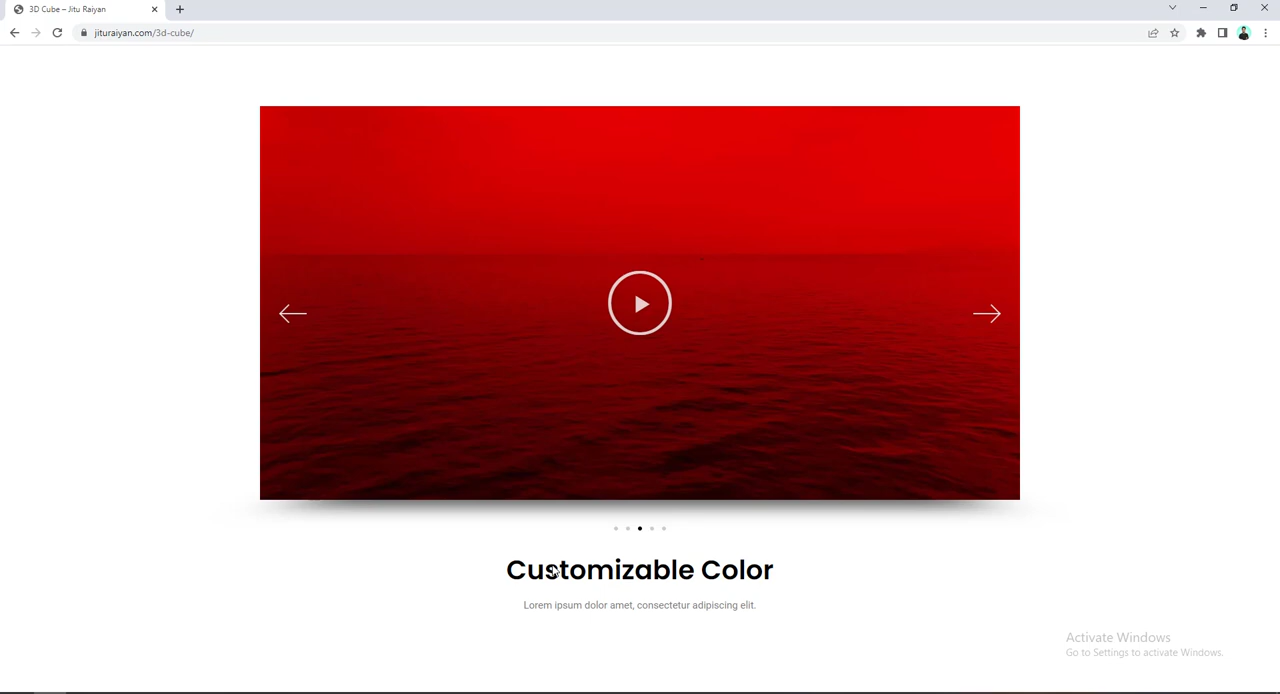 3D Cube – Jitu Raiyan
jituraiyan.com/3d-cube/
Customizable Color
Lorem ipsum dolor amet, consectetur adipiscing elit.
Activate Windows
Go to Settings to activate Windows.